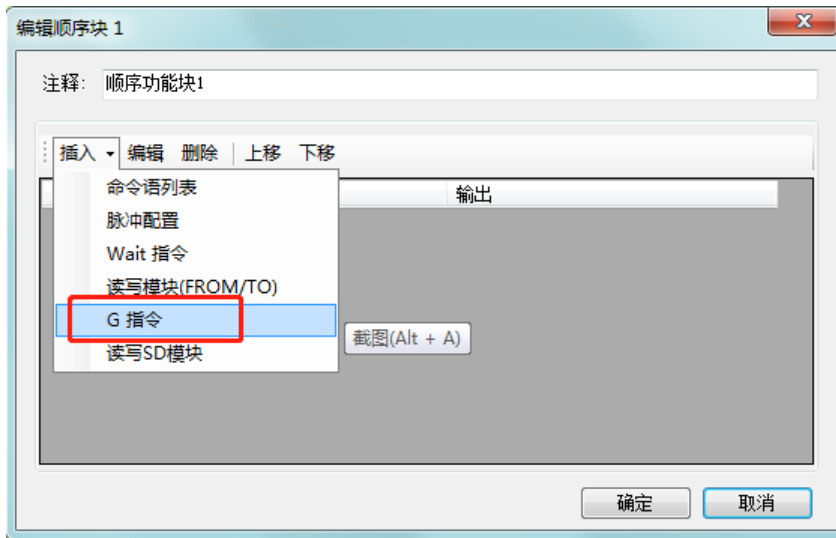 编辑顺序块 1
注释: 顺序功能块1
插入 编辑 删除 上移 下移
命令语列表
输出
脉冲配置
Wait 指令
读写模块(FROM/TO)
G 指令
截图(Alt + A)
读写SD模块
确定 取消